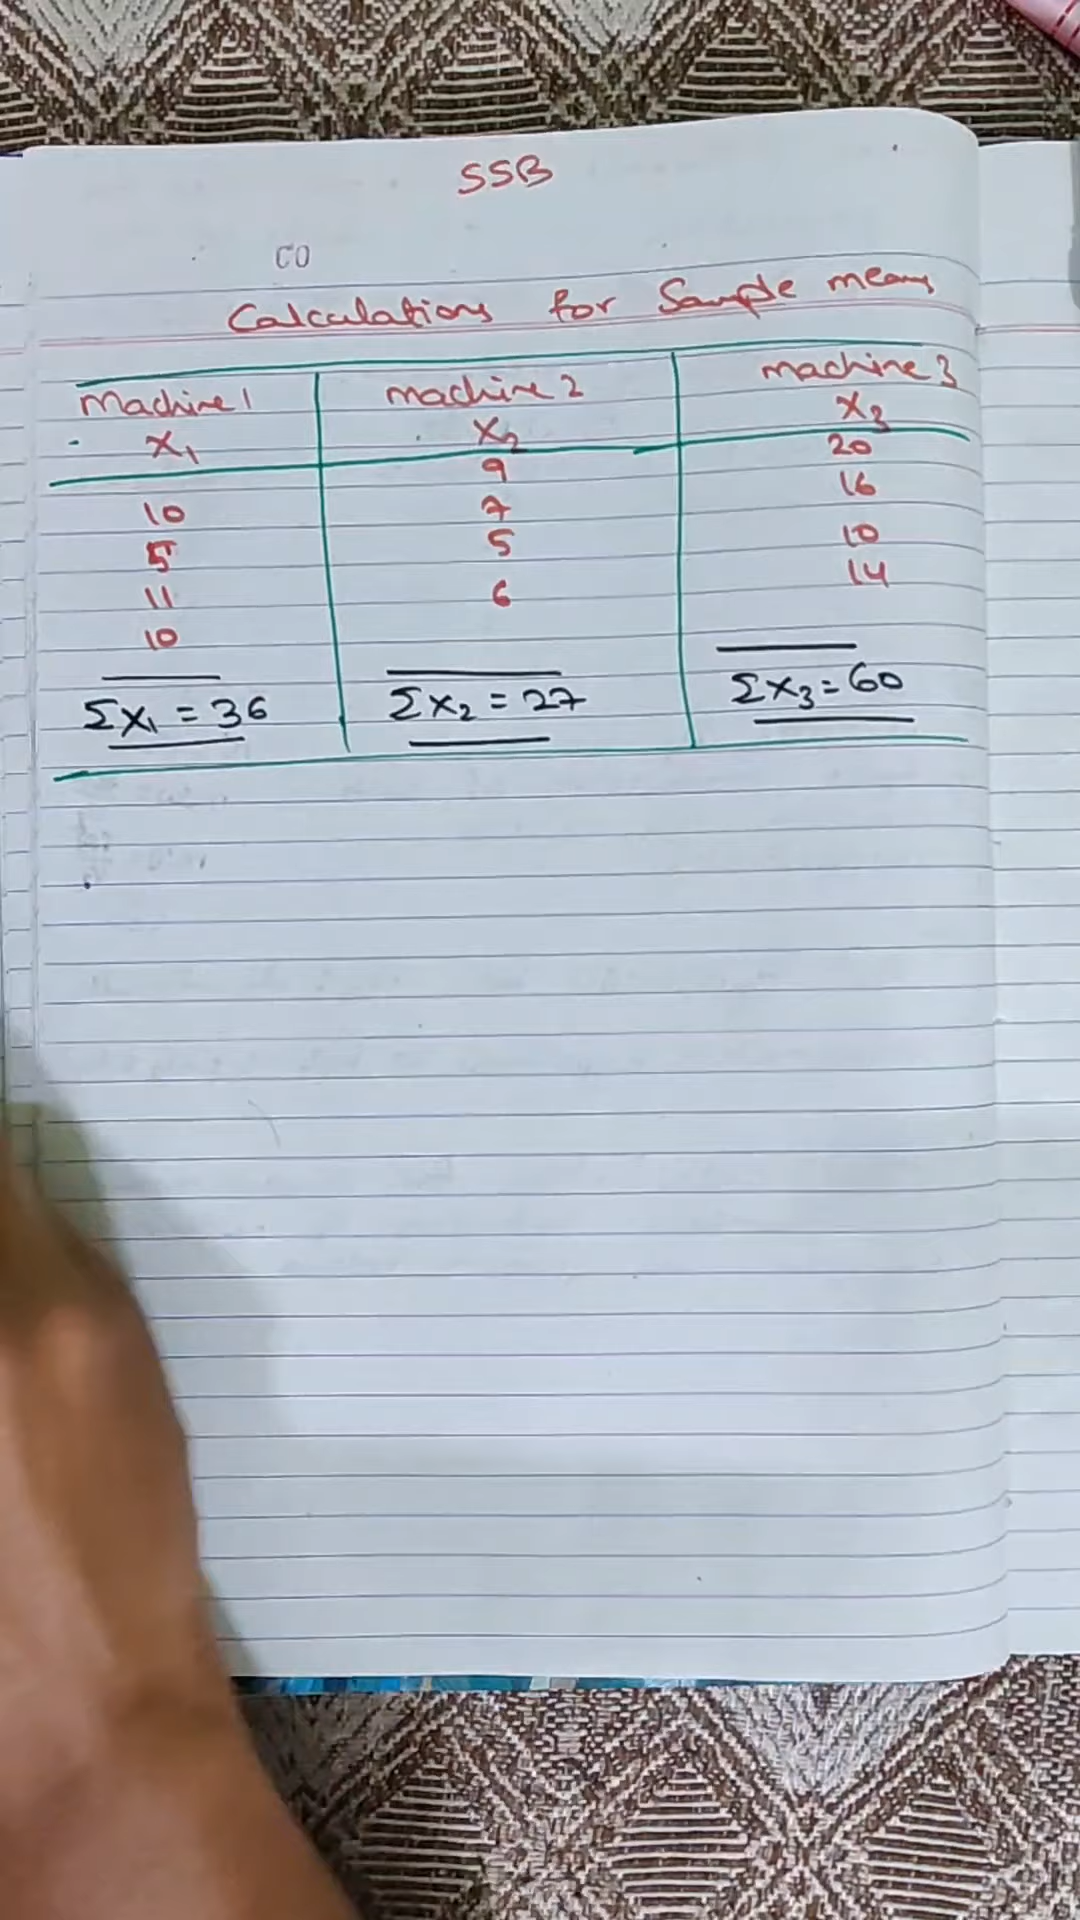 SSB
CO
Calculations for Sample means
Machine 1 machine 2 machine 3
X₁ X₂ X₃
10 9 20
5 7 16
11 5 10
10 6 14
ΣX₁ = 36 ΣX₂ = 27 ΣX₃ = 60